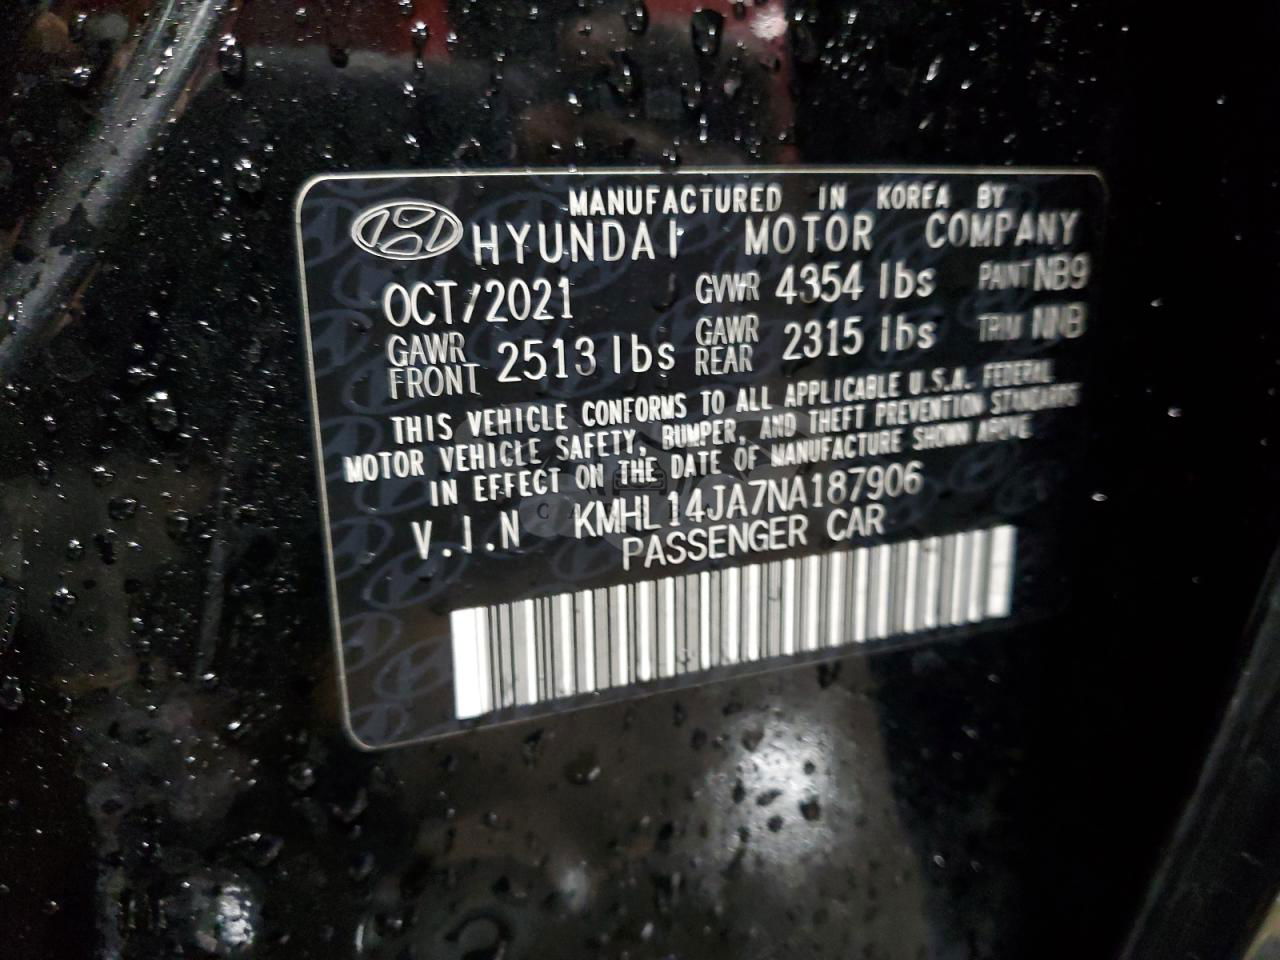 MANUFACTURED IN KOREA BY
HYUNDAI MOTOR COMPANY
OCT/2021 GVWR 4354 lbs PAINT NB9
GAWR FRONT 2513 lbs GAWR REAR 2315 lbs TRIM NNB
THIS VEHICLE CONFORMS TO ALL APPLICABLE U.S.A. FEDERAL
MOTOR VEHICLE SAFETY, BUMPER, AND THEFT PREVENTION STANDARDS
IN EFFECT ON THE DATE OF MANUFACTURE SHOWN ABOVE
V.I.N KMHL14JA7NA187906
PASSENGER CAR